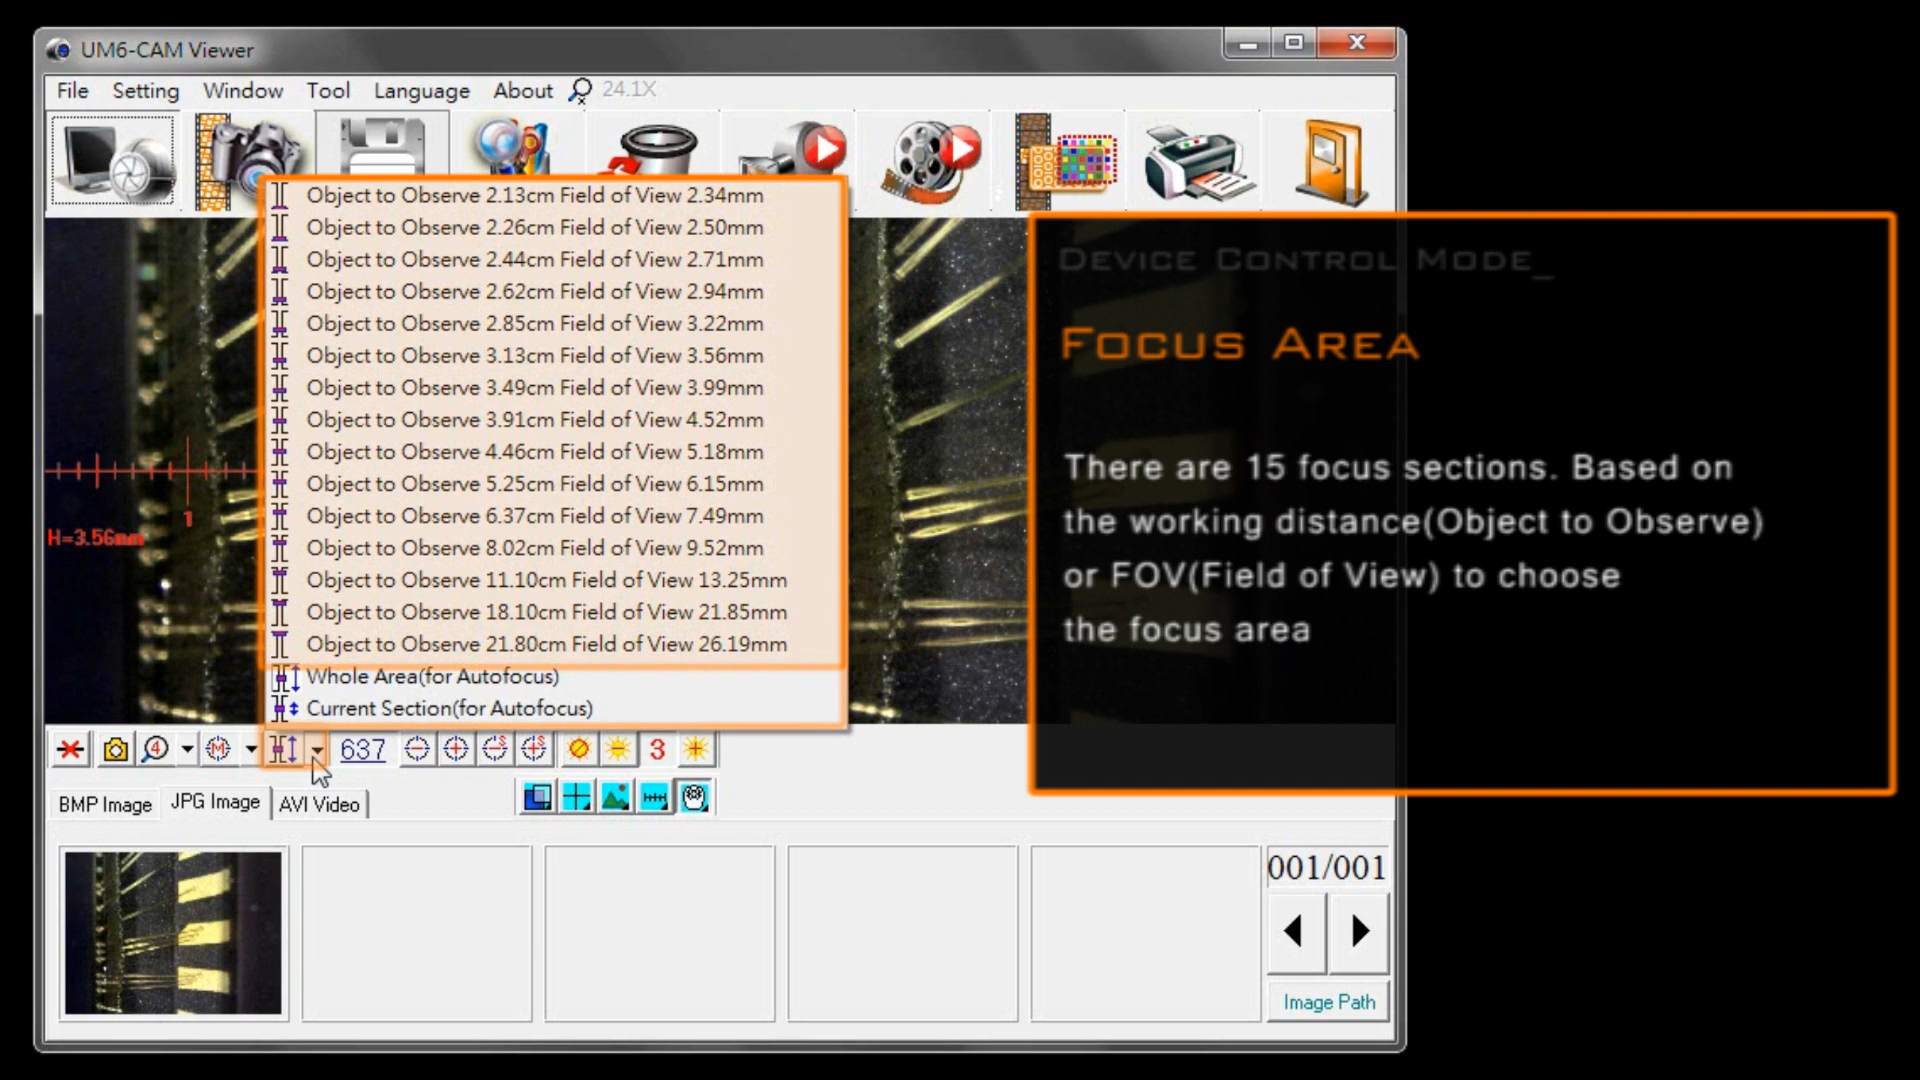 UM6-CAM Viewer
File Setting Window Tool Language About 24.1X
Object to Observe 2.13cm Field of View 2.34mm
Object to Observe 2.26cm Field of View 2.50mm
Object to Observe 2.44cm Field of View 2.71mm
Object to Observe 2.62cm Field of View 2.94mm
Object to Observe 2.85cm Field of View 3.22mm
Object to Observe 3.13cm Field of View 3.56mm
Object to Observe 3.49cm Field of View 3.99mm
Object to Observe 3.91cm Field of View 4.52mm
Object to Observe 4.46cm Field of View 5.18mm
Object to Observe 5.25cm Field of View 6.15mm
Object to Observe 6.37cm Field of View 7.49mm
Object to Observe 8.02cm Field of View 9.52mm
Object to Observe 11.10cm Field of View 13.25mm
Object to Observe 18.10cm Field of View 21.85mm
Object to Observe 21.80cm Field of View 26.19mm
Whole Area(for Autofocus)
Current Section(for Autofocus)
1
H=3.56mm
Device Control Mode_
Focus Area
There are 15 focus sections. Based on
the working distance(Object to Observe)
or FOV(Field of View) to choose
the focus area
4 M 637 S S 3
BMP Image JPG Image AVI Video
001/001
Image Path